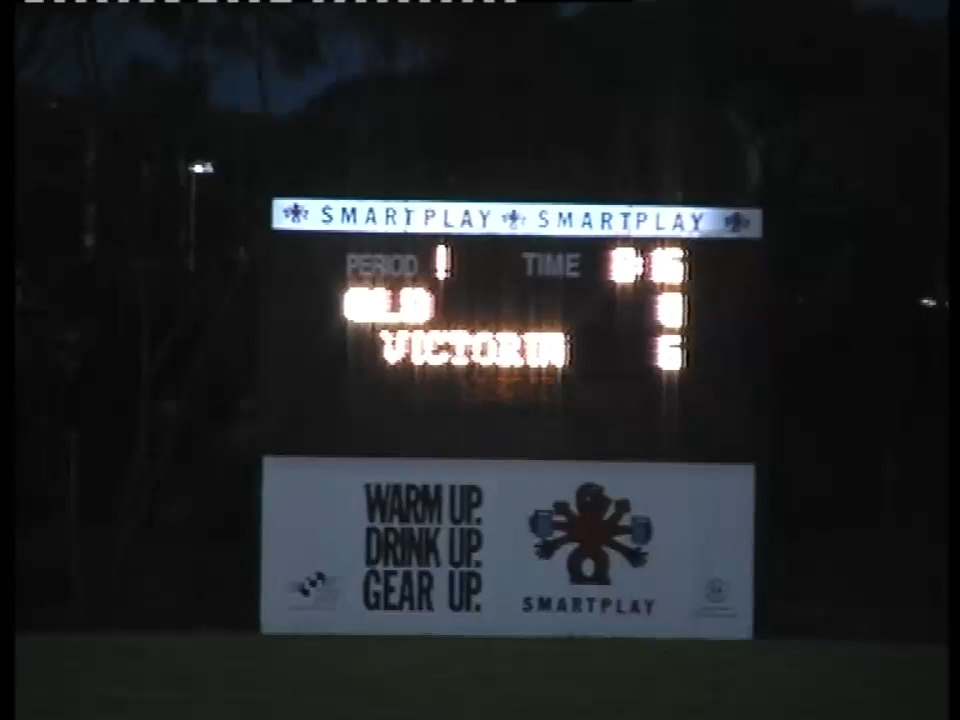 SMARTPLAY SMARTPLAY
PERIOD 1 TIME
QLD
VICTORIA 6
WARM UP.
DRINK UP.
GEAR UP.
SMARTPLAY